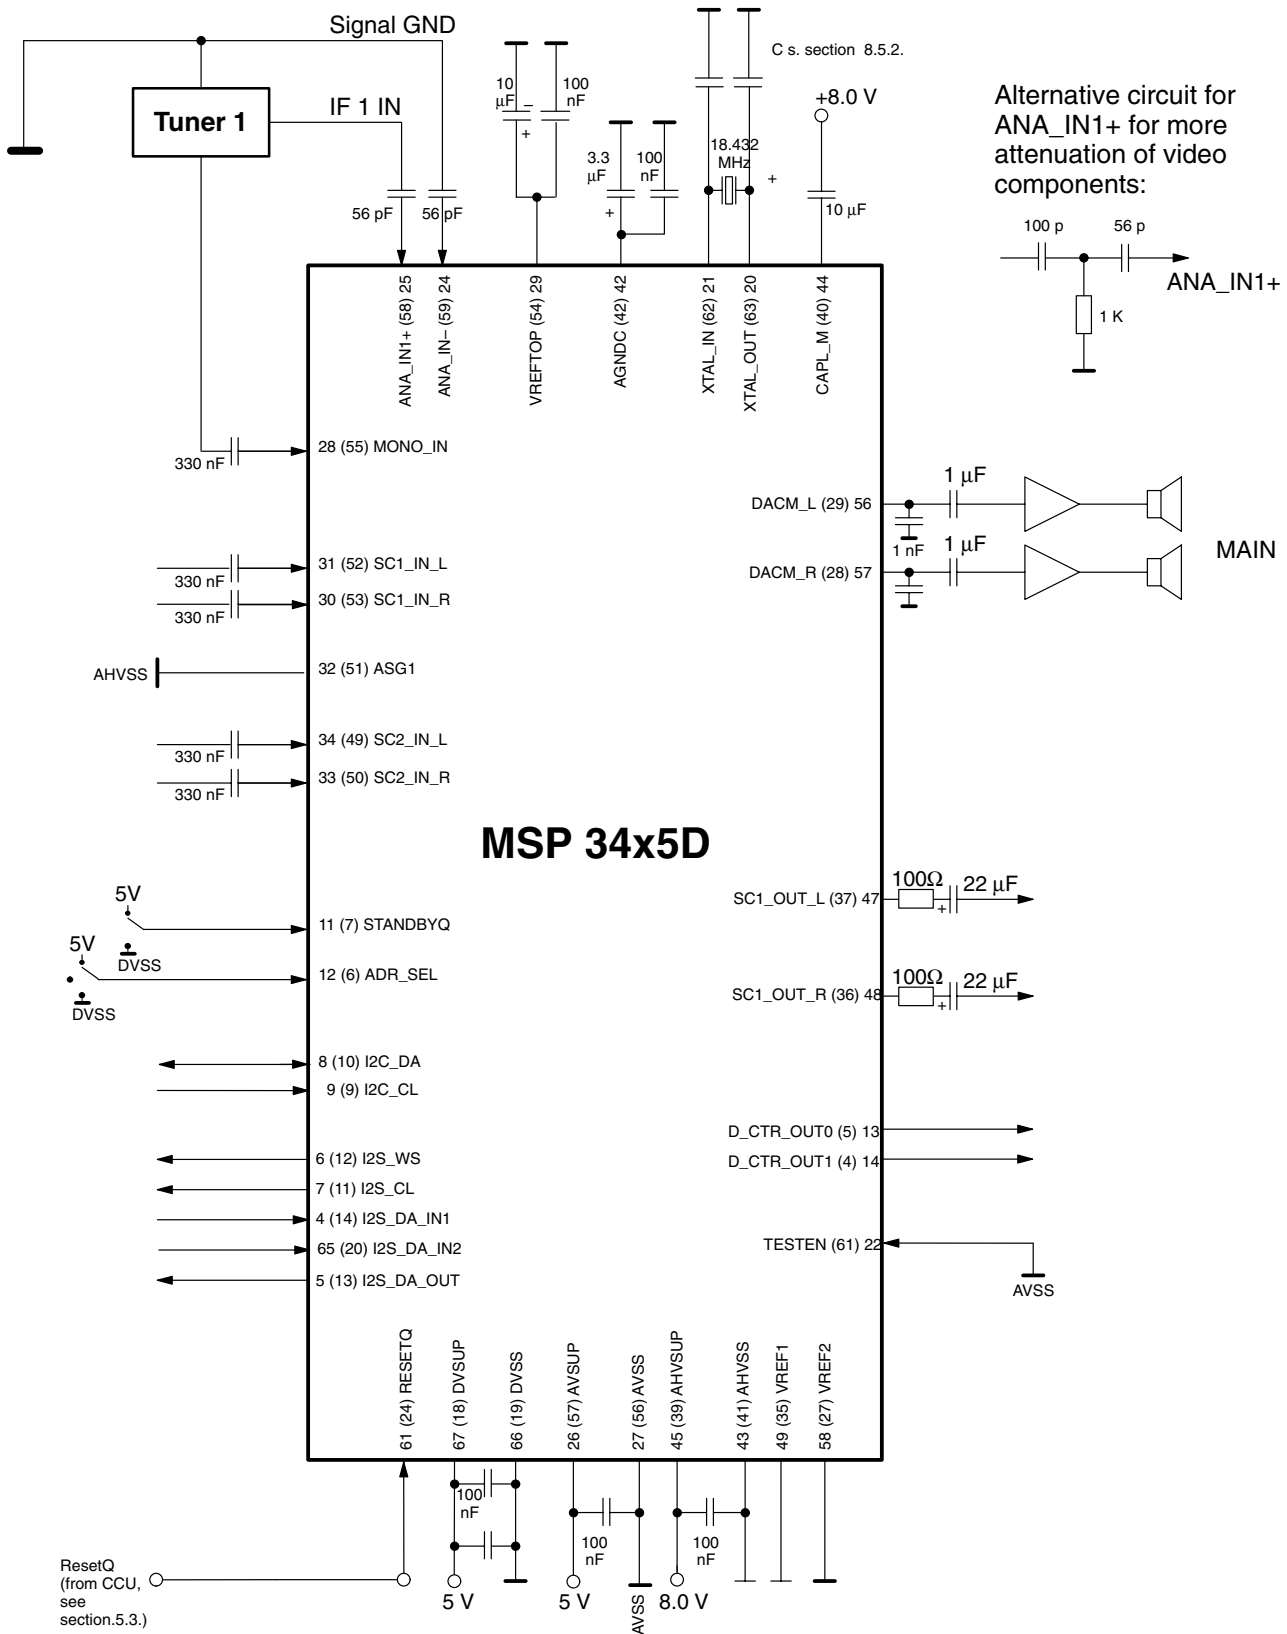 Signal GND
C s. section 8.5.2.
10
µF
−
+
100
nF
+8.0 V
Tuner 1
IF 1 IN
Alternative circuit for
ANA_IN1+ for more
attenuation of video
components:
18.432
MHz
3.3
µF
+
100
nF
+
56 pF
56 pF
10 µF
100 p
56 p
ANA_IN1+
1 K
ANA_IN1+ (58) 25
ANA_IN− (59) 24
VREFTOP (54) 29
AGNDC (42) 42
XTAL_IN (62) 21
XTAL_OUT (63) 20
CAPL_M (40) 44
330 nF
28 (55) MONO_IN
DACM_L (29) 56
1 µF
1 nF
1 µF
MAIN
DACM_R (28) 57
330 nF
31 (52) SC1_IN_L
330 nF
30 (53) SC1_IN_R
AHVSS
32 (51) ASG1
330 nF
34 (49) SC2_IN_L
330 nF
33 (50) SC2_IN_R
MSP 34x5D
SC1_OUT_L (37) 47
100Ω
+
22 µF
5V
DVSS
11 (7) STANDBYQ
5V
DVSS
12 (6) ADR_SEL
SC1_OUT_R (36) 48
100Ω
+
22 µF
8 (10) I2C_DA
9 (9) I2C_CL
D_CTR_OUT0 (5) 13
D_CTR_OUT1 (4) 14
6 (12) I2S_WS
7 (11) I2S_CL
4 (14) I2S_DA_IN1
65 (20) I2S_DA_IN2
5 (13) I2S_DA_OUT
TESTEN (61) 22
AVSS
61 (24) RESETQ
67 (18) DVSUP
66 (19) DVSS
26 (57) AVSUP
27 (56) AVSS
45 (39) AHVSUP
43 (41) AHVSS
49 (35) VREF1
58 (27) VREF2
100
nF
100
nF
100
nF
ResetQ
(from CCU,
see
section.5.3.)
5 V
5 V
AVSS
8.0 V